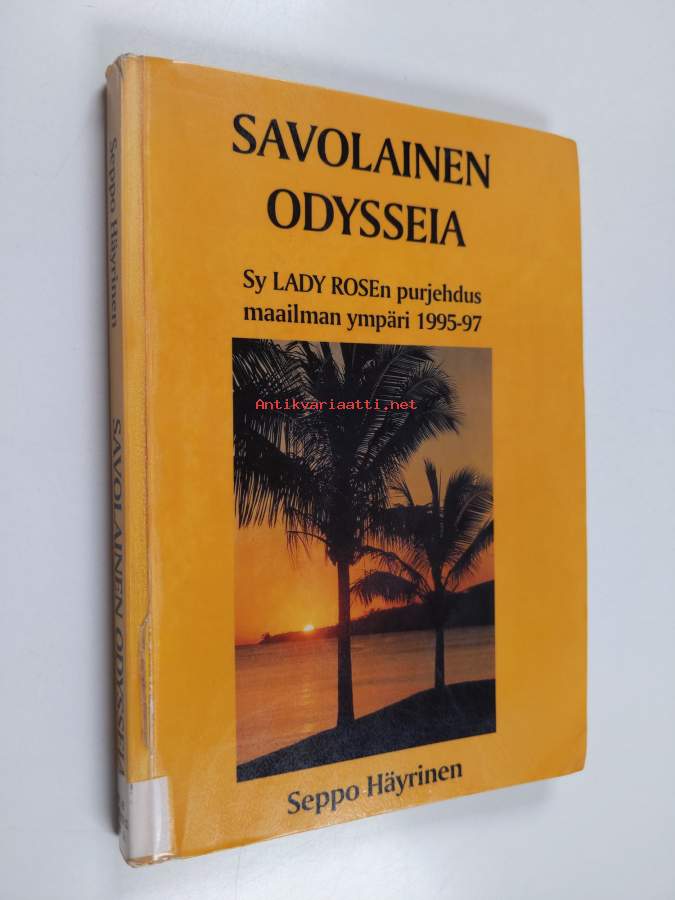 SAVOLAINEN
ODYSSEIA
Sy LADY ROSEn purjehdus
maailman ympäri 1995-97
Antikvariaatti.net
Seppo Häyrinen
Seppo Häyrinen
SAVOLAINEN ODYSSEIA